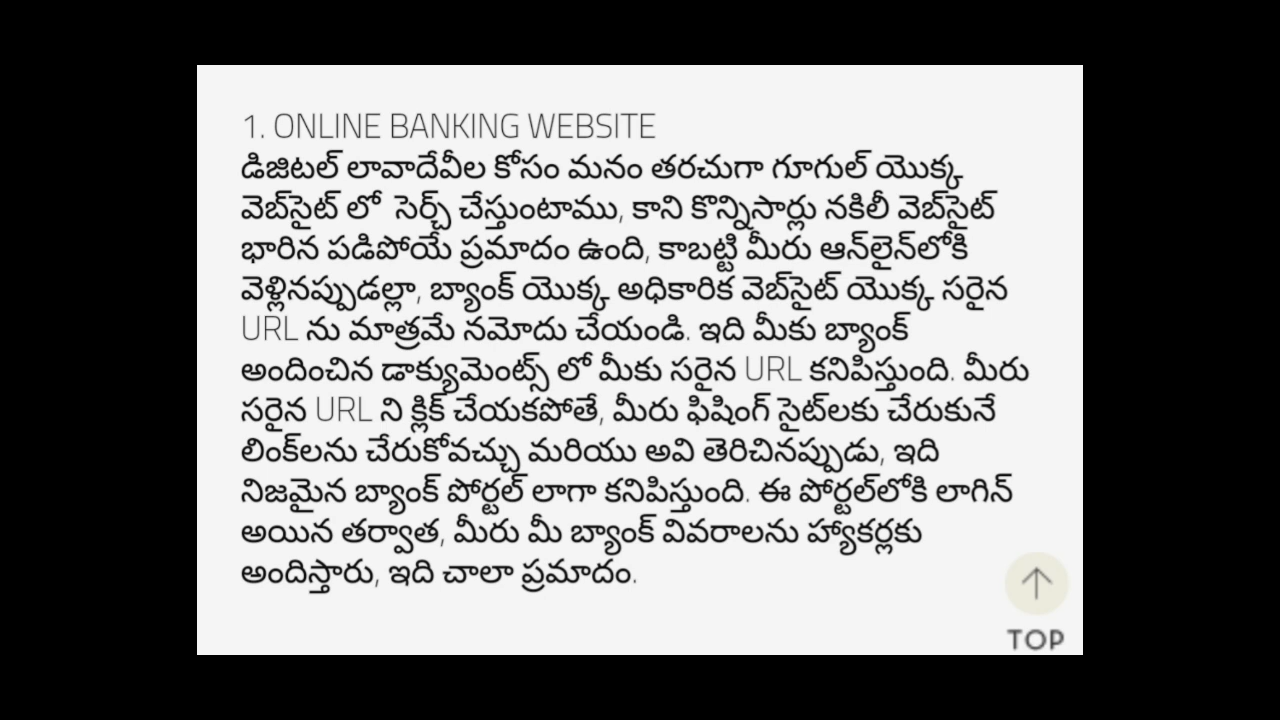 1. ONLINE BANKING WEBSITE
డిజిటల్ లావాదేవీల కోసం మనం తరచుగా గూగుల్ యొక్క
వెబ్‌సైట్ లో సెర్చ్ చేస్తుంటాము, కాని కొన్నిసార్లు నకిలీ వెబ్‌సైట్
భారిన పడిపోయే ప్రమాదం ఉంది, కాబట్టి మీరు ఆన్‌లైన్‌లోకి
వెళ్లినప్పుడల్లా, బ్యాంక్ యొక్క అధికారిక వెబ్‌సైట్ యొక్క సరైన
URL ను మాత్రమే నమోదు చేయండి. ఇది మీకు బ్యాంక్
అందించిన డాక్యుమెంట్స్ లో మీకు సరైన URL కనిపిస్తుంది. మీరు
సరైన URL ని క్లిక్ చేయకపోతే, మీరు ఫిషింగ్ సైట్‌లకు చేరుకునే
లింక్‌లను చేరుకోవచ్చు మరియు అవి తెరిచినప్పుడు, ఇది
నిజమైన బ్యాంక్ పోర్టల్ లాగా కనిపిస్తుంది. ఈ పోర్టల్‌లోకి లాగిన్
అయిన తర్వాత, మీరు మీ బ్యాంక్ వివరాలను హ్యాకర్లకు
అందిస్తారు, ఇది చాలా ప్రమాదం.
TOP